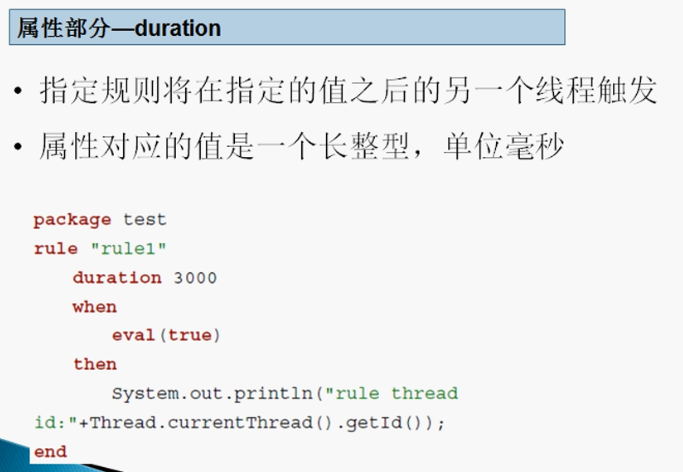 属性部分—duration
• 指定规则将在指定的值之后的另一个线程触发
• 属性对应的值是一个长整型，单位毫秒
package test
rule "rule1"
duration 3000
when
eval(true)
then
System.out.println("rule thread
id:"+Thread.currentThread().getId());
end